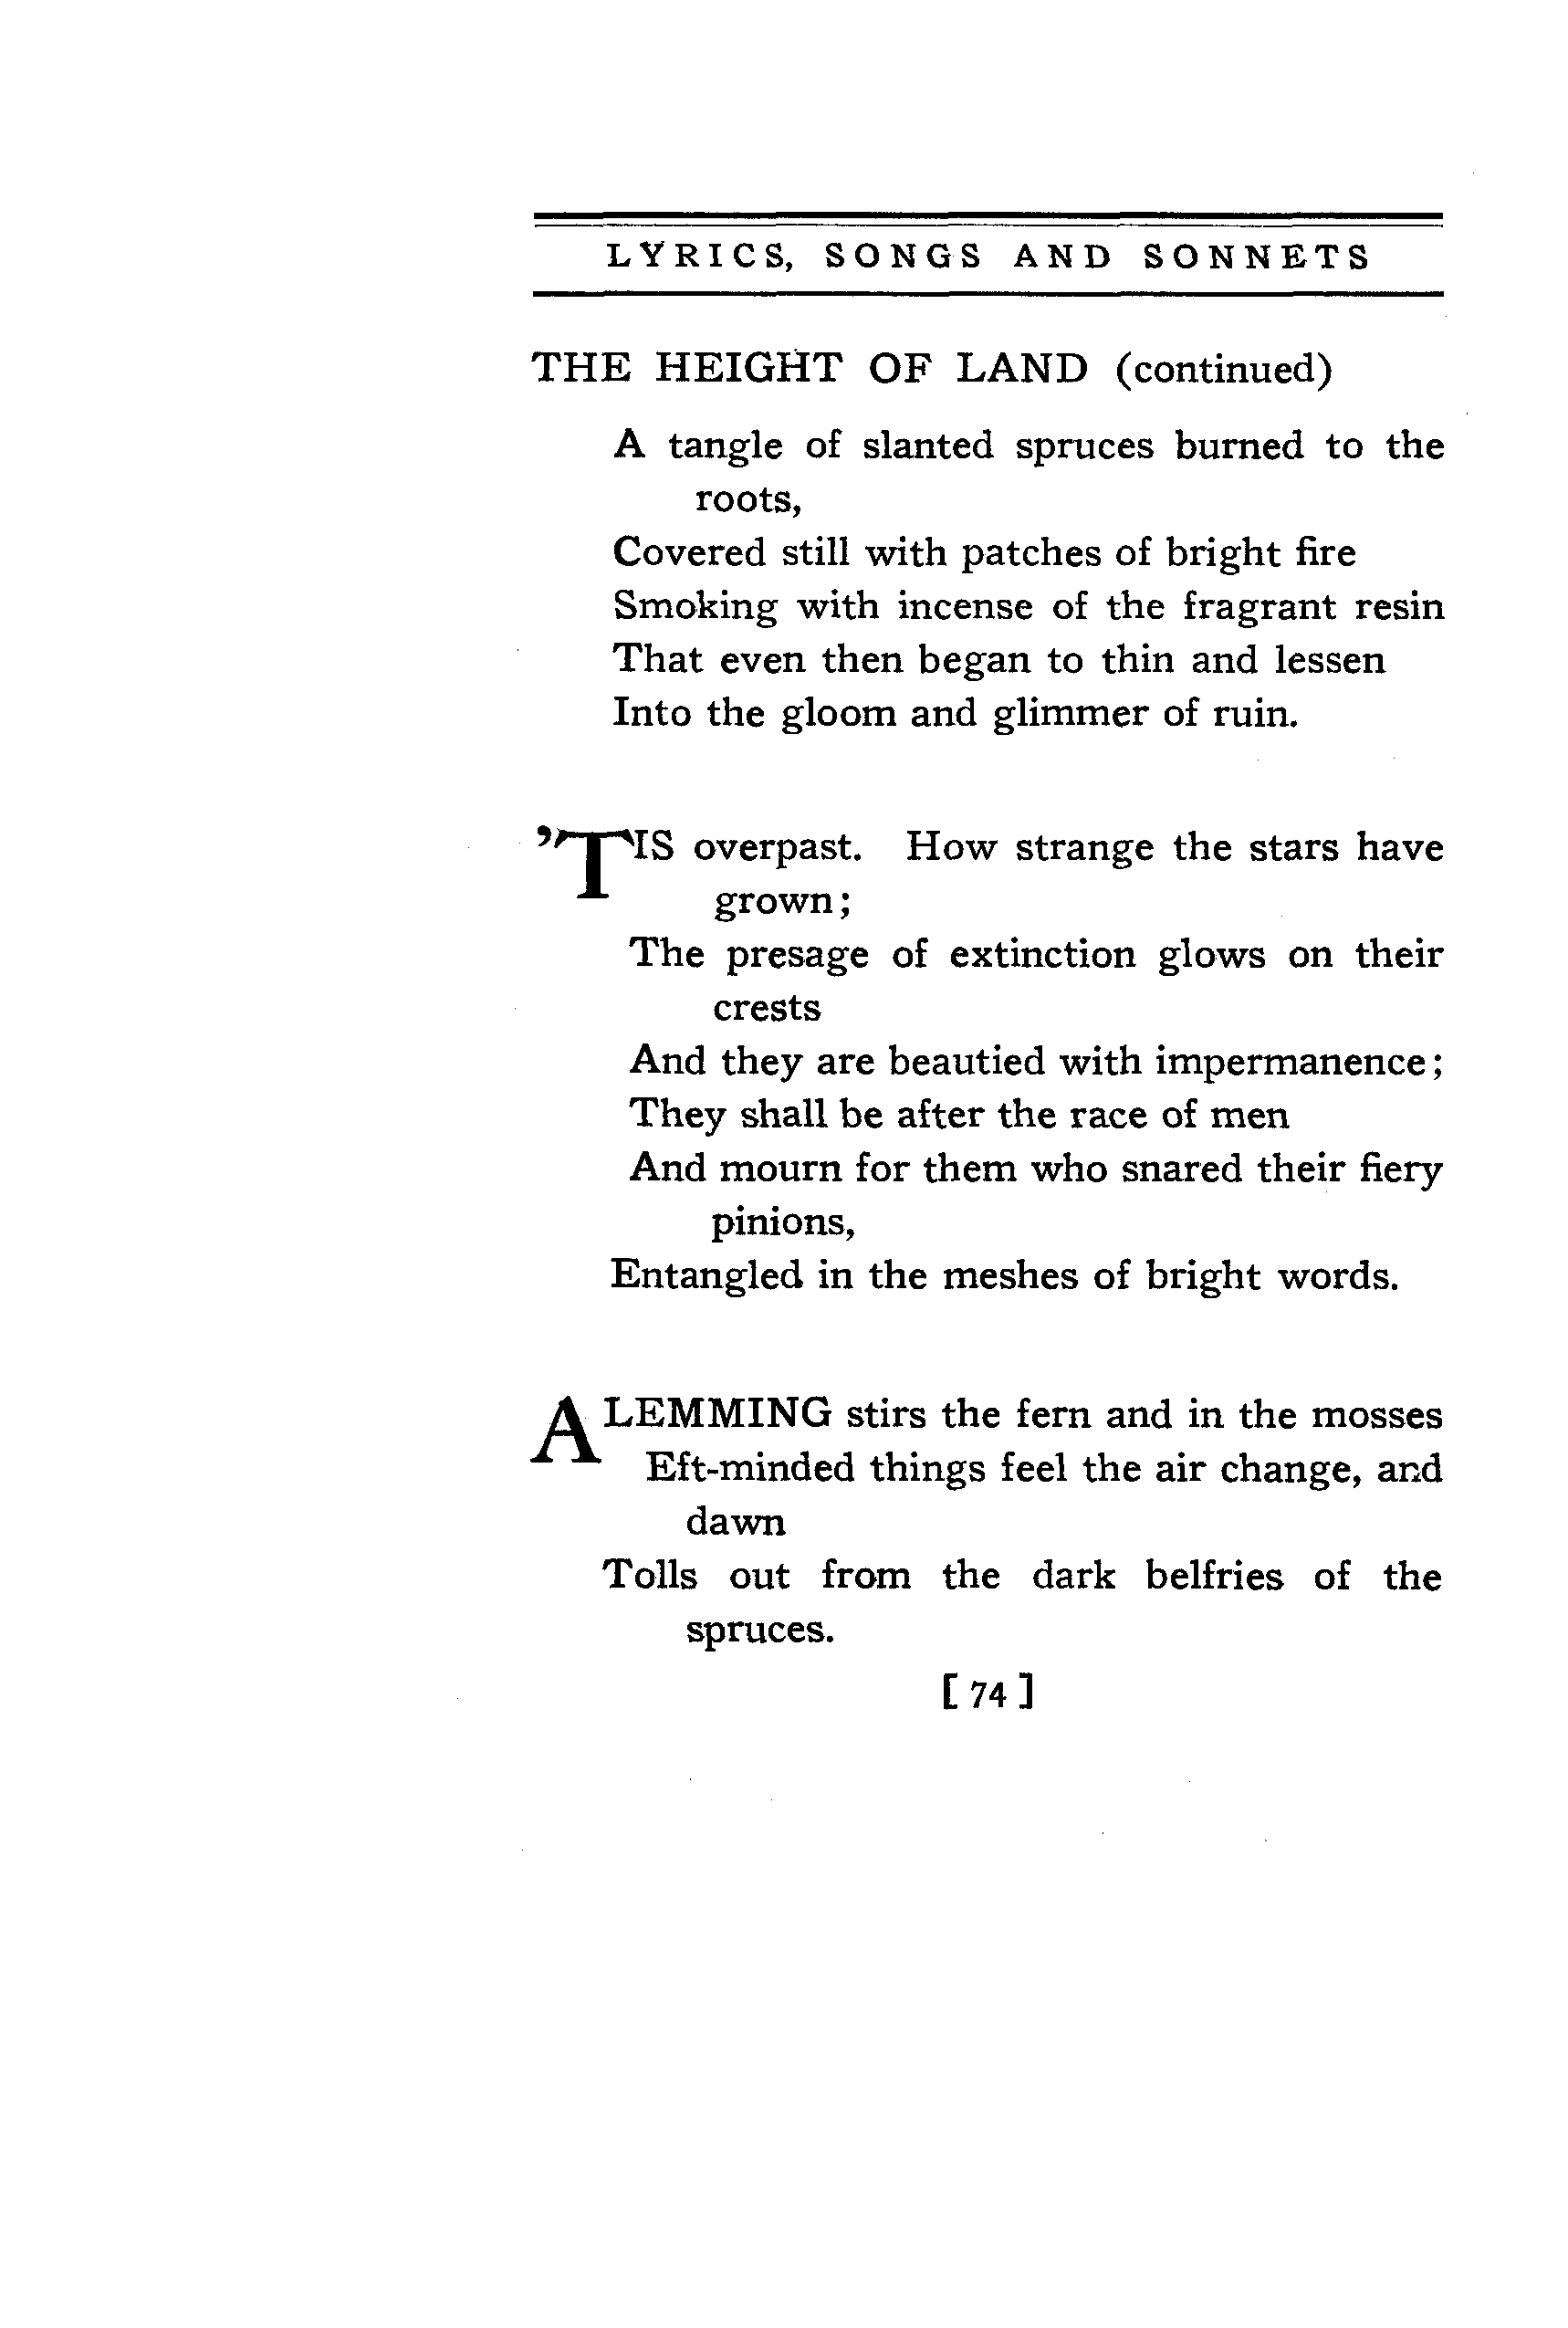 LYRICS, SONGS AND SONNETS
THE HEIGHT OF LAND (continued)
A tangle of slanted spruces burned to the
roots,
Covered still with patches of bright fire
Smoking with incense of the fragrant resin
That even then began to thin and lessen
Into the gloom and glimmer of ruin.
'TIS overpast. How strange the stars have
grown;
The presage of extinction glows on their
crests
And they are beautied with impermanence;
They shall be after the race of men
And mourn for them who snared their fiery
pinions,
Entangled in the meshes of bright words.
A LEMMING stirs the fern and in the mosses
Eft-minded things feel the air change, and
dawn
Tolls out from the dark belfries of the
spruces.
[ 74 ]